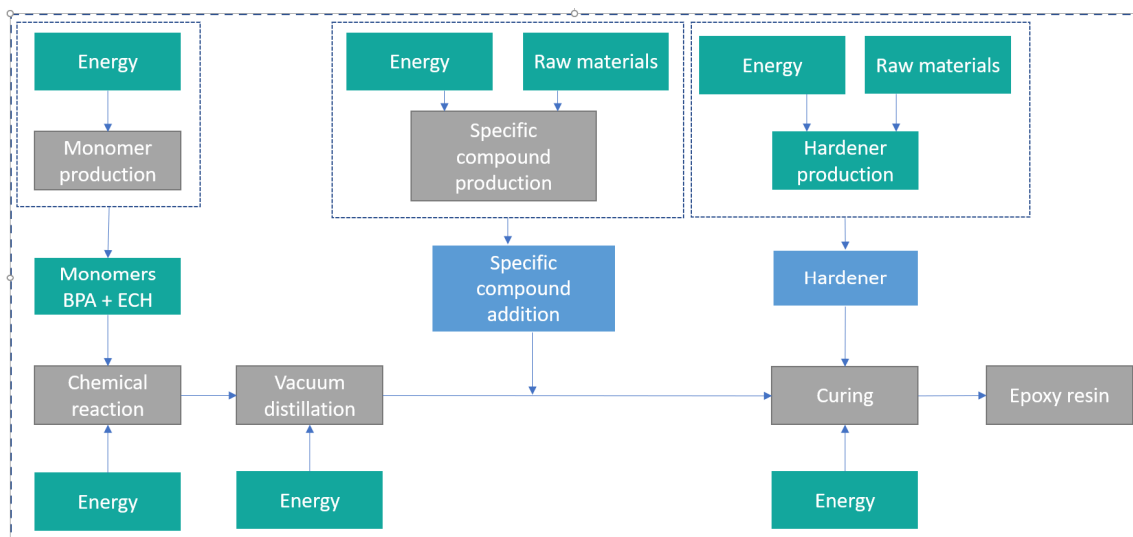 Energy
Energy
Raw materials
Energy
Raw materials
Monomer
production
Specific
compound
production
Hardener
production
Monomers
BPA + ECH
Specific
compound
addition
Hardener
Chemical
reaction
Vacuum
distillation
Curing
Epoxy resin
Energy
Energy
Energy